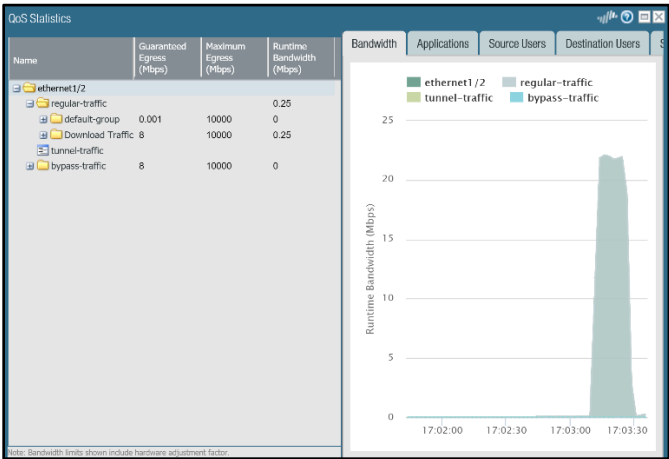 QoS Statistics
Name
Guaranteed Egress (Mbps)
Maximum Egress (Mbps)
Runtime Bandwidth (Mbps)
ethernet1/2
regular-traffic 0.25
default-group 0.001 10000 0
Download Traffic 8 10000 0.25
tunnel-traffic
bypass-traffic 8 10000 0
Note: Bandwidth limits shown include hardware adjustment factor.
Bandwidth Applications Source Users Destination Users S
ethernet1/2 regular-traffic
tunnel-traffic bypass-traffic
Runtime Bandwidth (Mbps)
25
20
15
10
5
0
17:02:00 17:02:30 17:03:00 17:03:30